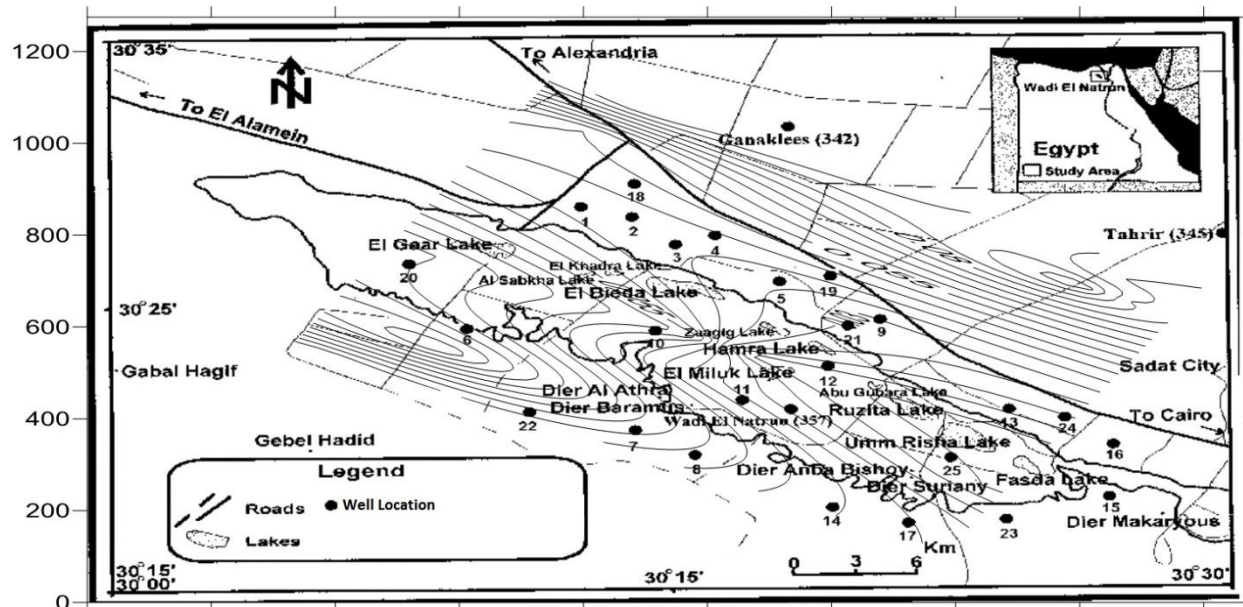 1200
1000
800
600
400
200
0
30°35'
To Alexandria
To El Alamein
N
Ganaklees (342)
Wadi El Natrun
Egypt
Study Area
18
1
2
3
4
Tahrir (345)
El Gaar Lake
20
El Khadra Lake
Al Sabkha Lake
El Bieda Lake
5
19
30°25'
6
10
Zaagig Lake
21
9
Hamra Lake
Gabal Hagif
El Miluk Lake
12
Sadat City
Dier Al Athra
11
Abu Gubara Lake
Dier Baramus
Ruzita Lake
13
24
To Cairo
22
7
Wadi El Natrun (357)
Gebel Hadid
Umm Risha Lake
16
8
Dier Anba Bishoy
25
Fasda Lake
Dier Suriany
15
Dier Makaryous
14
17
23
Legend
Roads
Well Location
Lakes
Km
0 3 6
30°15'
30°00'
30°15'
30°30'